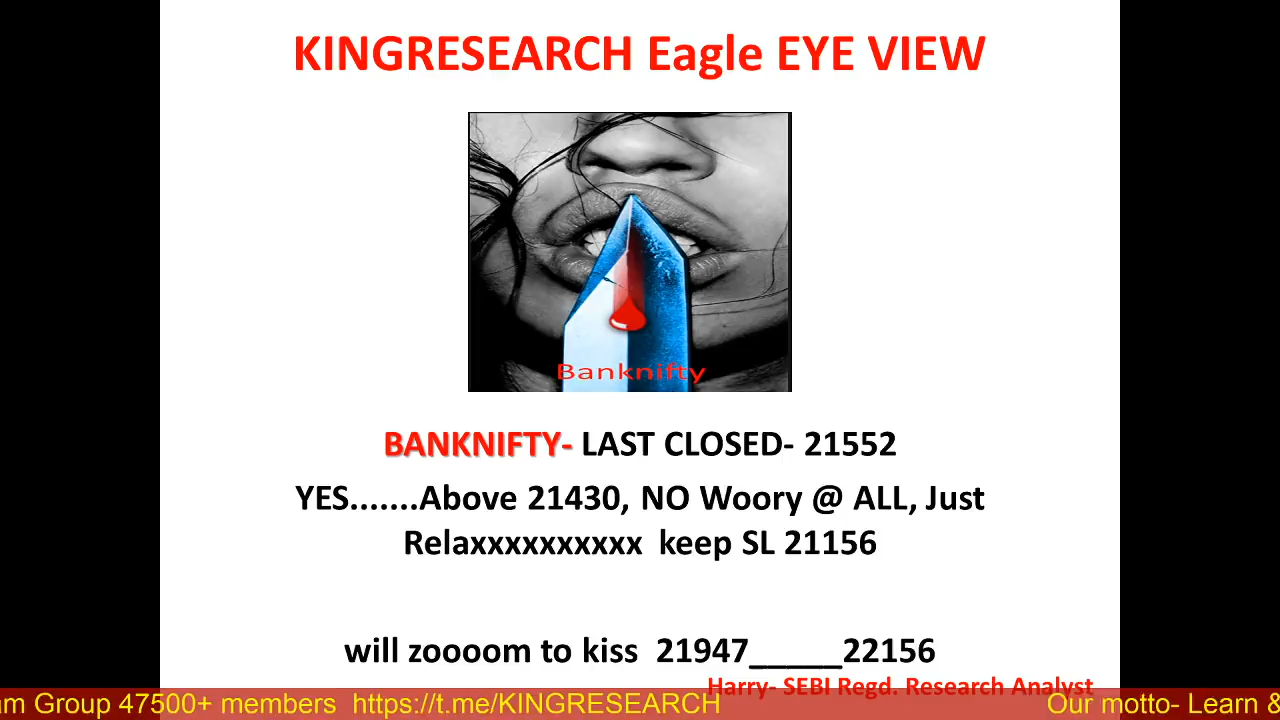 KINGRESEARCH Eagle EYE VIEW
Banknifty
BANKNIFTY- LAST CLOSED- 21552
YES.......Above 21430, NO Woory @ ALL, Just
Relaxxxxxxxxxx keep SL 21156
will zoooom to kiss 21947_____22156
Harry- SEBI Regd. Research Analyst
am Group 47500+ members https://t.me/KINGRESEARCH Our motto- Learn &